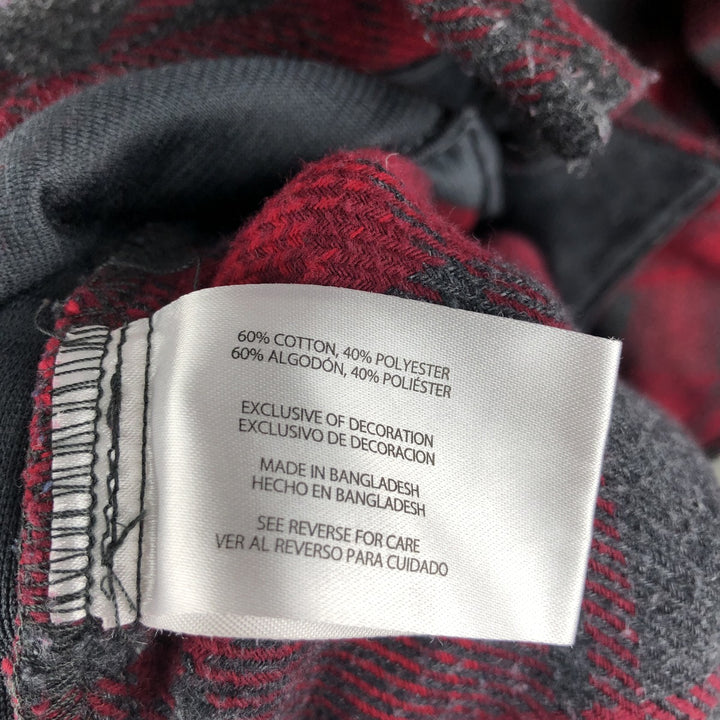 60% COTTON, 40% POLYESTER
60% ALGODÓN, 40% POLIÉSTER
EXCLUSIVE OF DECORATION
EXCLUSIVO DE DECORACION
MADE IN BANGLADESH
HECHO EN BANGLADESH
SEE REVERSE FOR CARE
VER AL REVERSO PARA CUIDADO